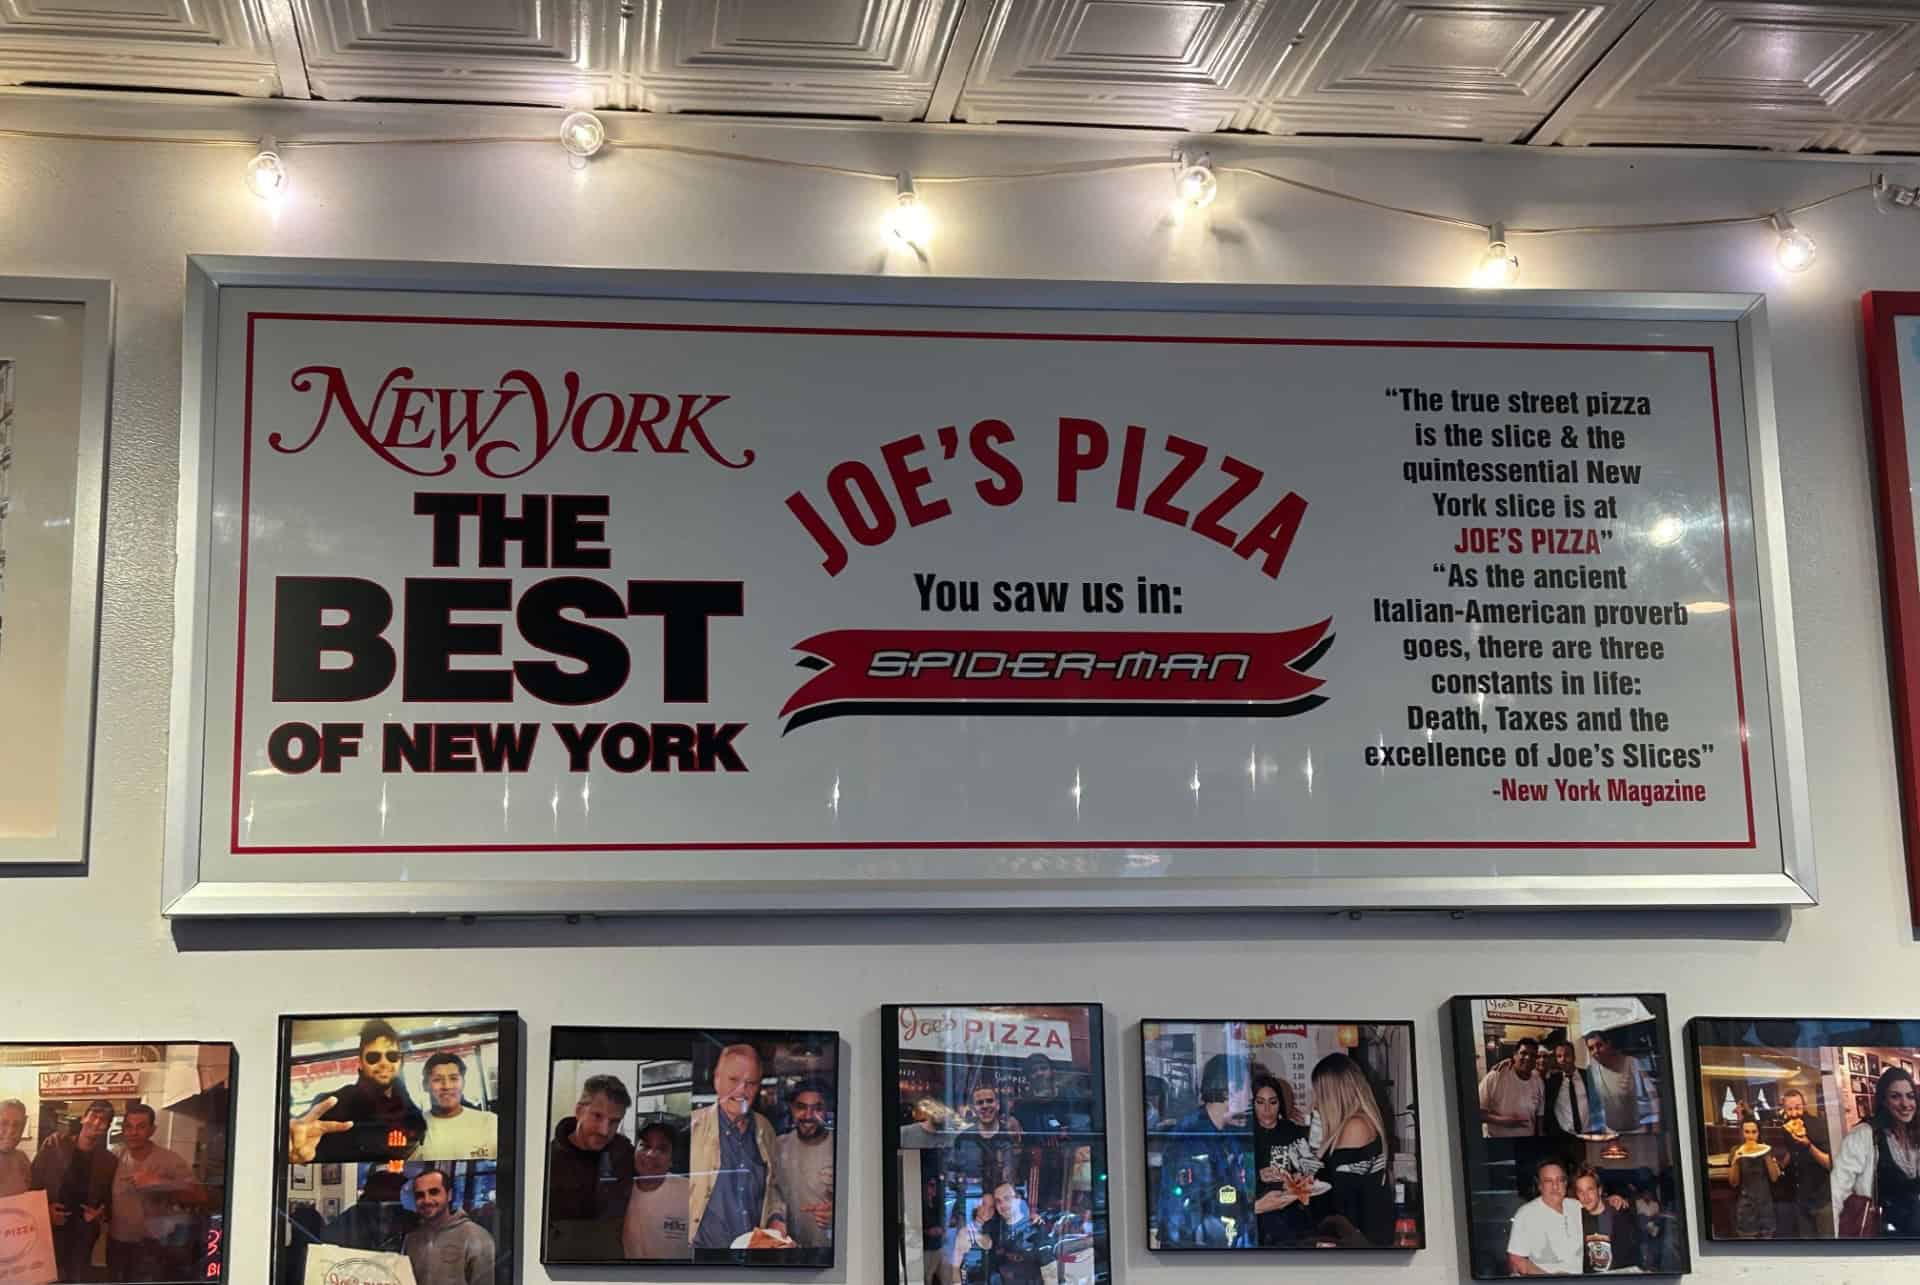 NEW YORK
THE
BEST
OF NEW YORK
JOE'S PIZZA
You saw us in:
SPIDER-MAN
“The true street pizza
is the slice & the
quintessential New
York slice is at
JOE'S PIZZA”
“As the ancient
Italian-American proverb
goes, there are three
constants in life:
Death, Taxes and the
excellence of Joe's Slices”
-New York Magazine
Joe's PIZZA
PIZZA
Joe's PIZZA
Joe's PIZZA
Joe's PIZZA